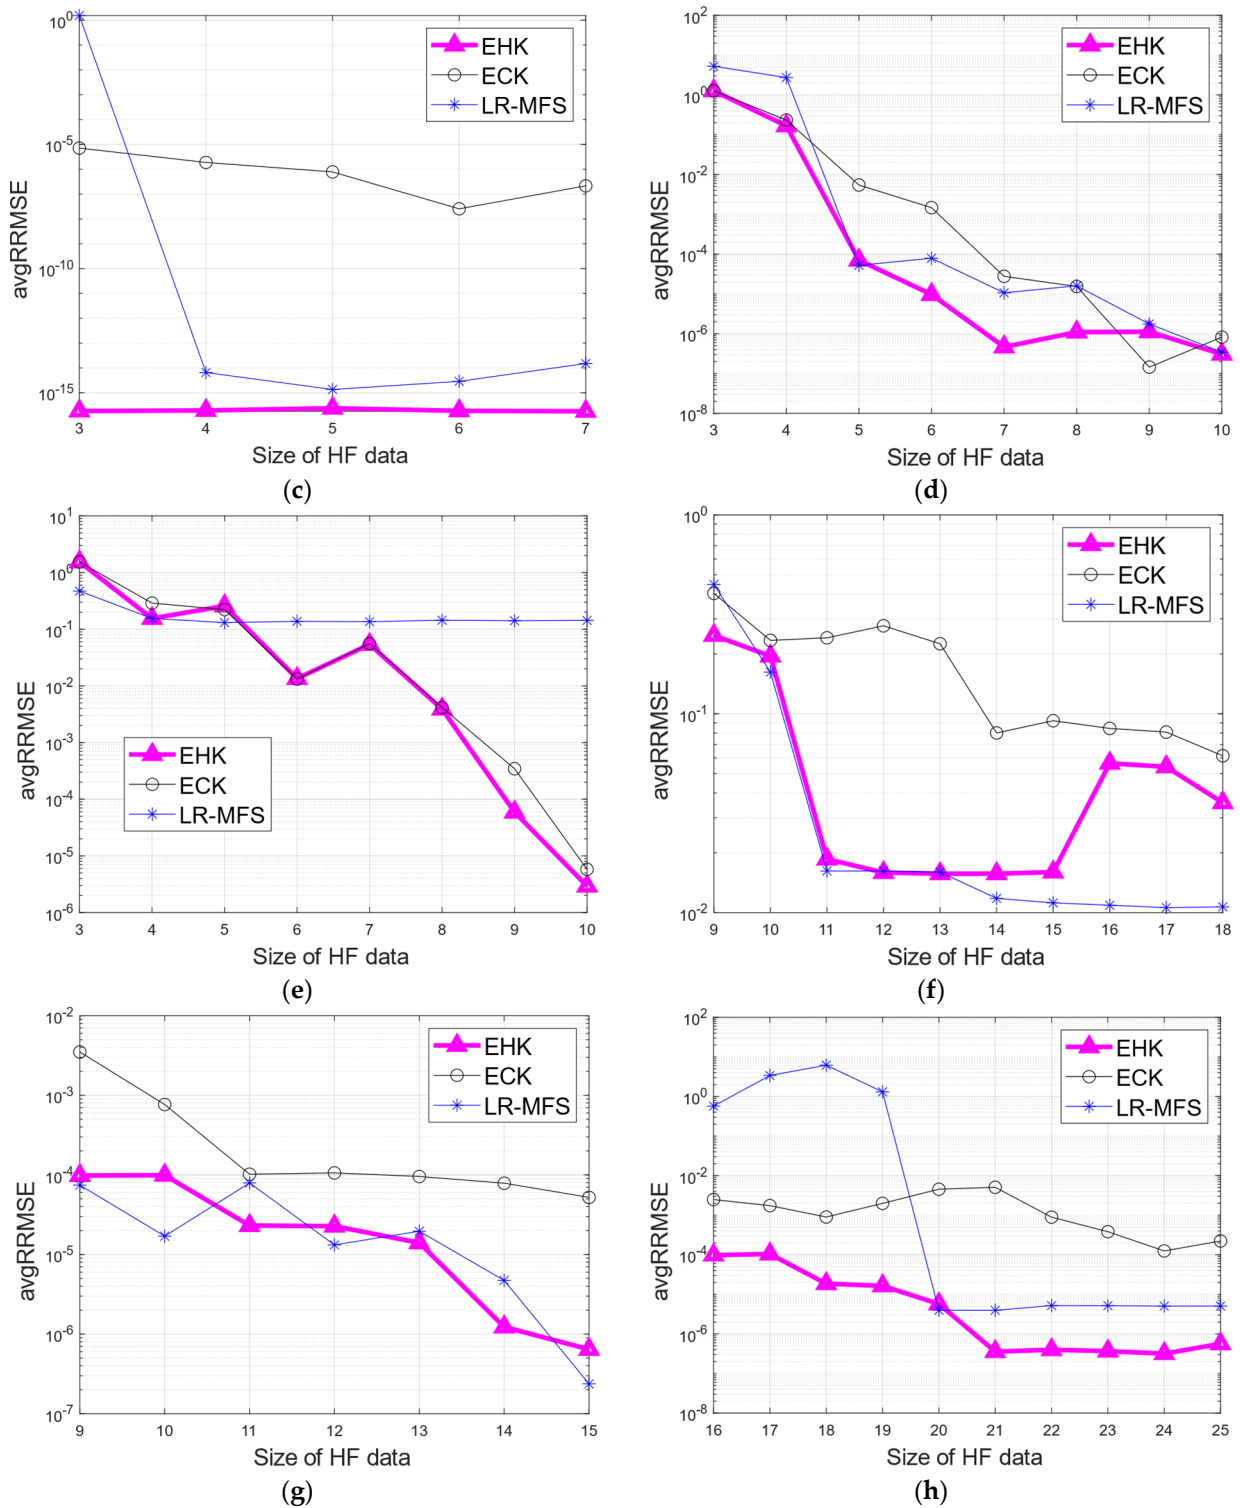 10^0
10^-5
10^-10
10^-15
avgRRMSE
EHK
ECK
LR-MFS
3 4 5 6 7
Size of HF data
(c)
10^2
10^0
10^-2
10^-4
10^-6
10^-8
avgRRMSE
EHK
ECK
LR-MFS
3 4 5 6 7 8 9 10
Size of HF data
(d)
10^1
10^0
10^-1
10^-2
10^-3
10^-4
10^-5
10^-6
avgRRMSE
EHK
ECK
LR-MFS
3 4 5 6 7 8 9 10
Size of HF data
(e)
10^0
10^-1
10^-2
avgRRMSE
EHK
ECK
LR-MFS
9 10 11 12 13 14 15 16 17 18
Size of HF data
(f)
10^-2
10^-3
10^-4
10^-5
10^-6
10^-7
avgRRMSE
EHK
ECK
LR-MFS
9 10 11 12 13 14 15
Size of HF data
(g)
10^2
10^0
10^-2
10^-4
10^-6
10^-8
avgRRMSE
EHK
ECK
LR-MFS
16 17 18 19 20 21 22 23 24 25
Size of HF data
(h)